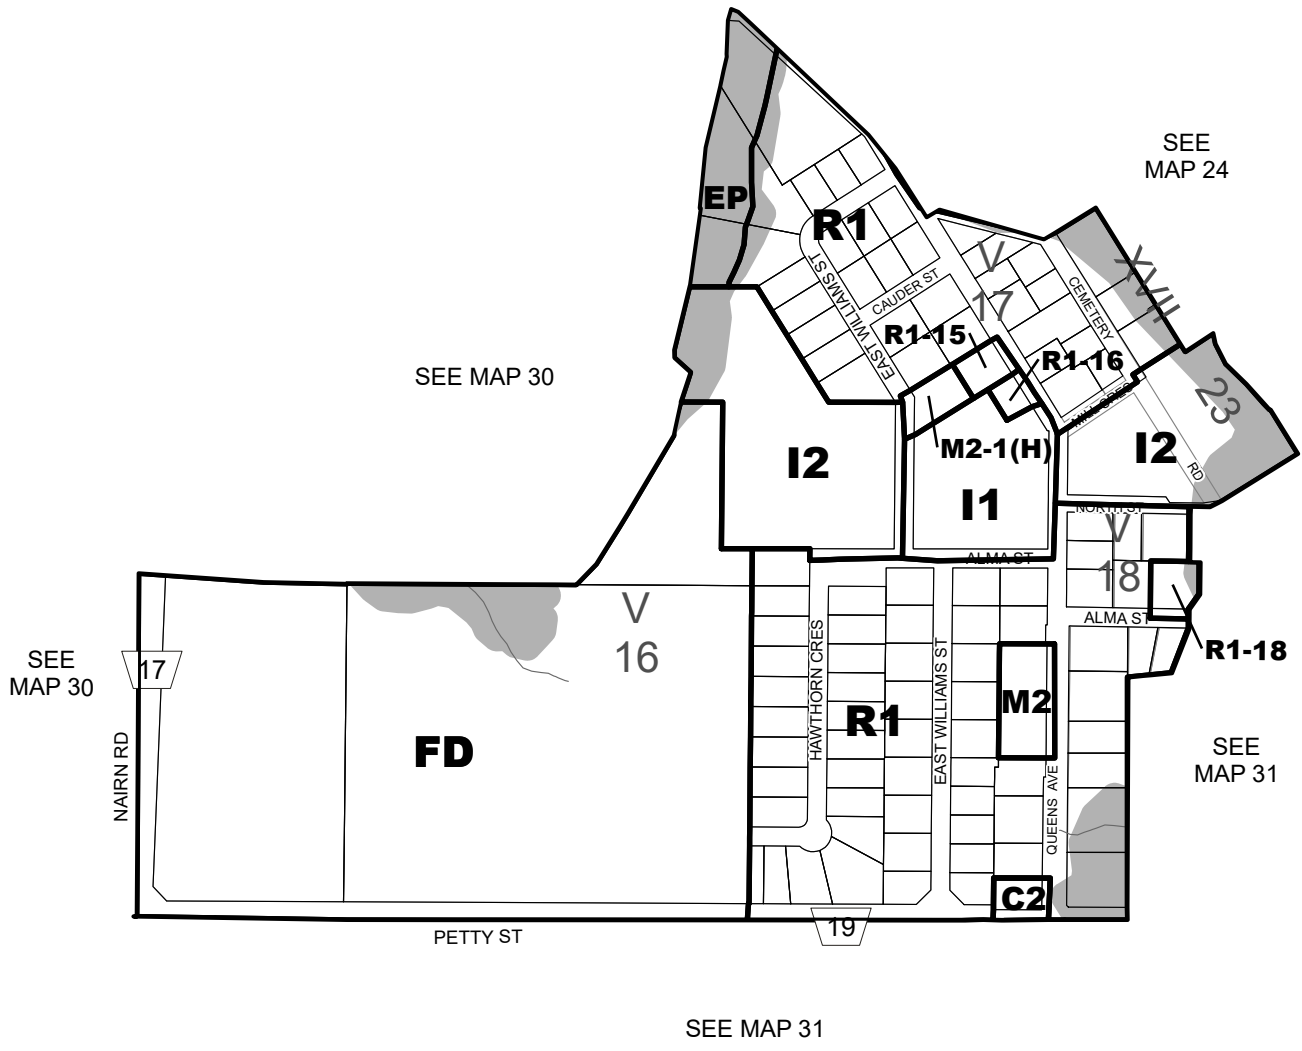 SEE
MAP 24
EP
R1
V
17
XVII
EAST WILLIAMS ST
CAUDER ST
CEMETERY
R1-15
R1-16
SEE MAP 30
MILL CRES
23
M2-1(H)
I2
I2
RD
I1
NORTH ST
V
18
ALMA ST
ALMA ST
V
16
R1-18
SEE
MAP 30
17
HAWTHORN CRES
EAST WILLIAMS ST
M2
R1
FD
NAIRN RD
SEE
MAP 31
QUEENS AVE
C2
19
PETTY ST
SEE MAP 31